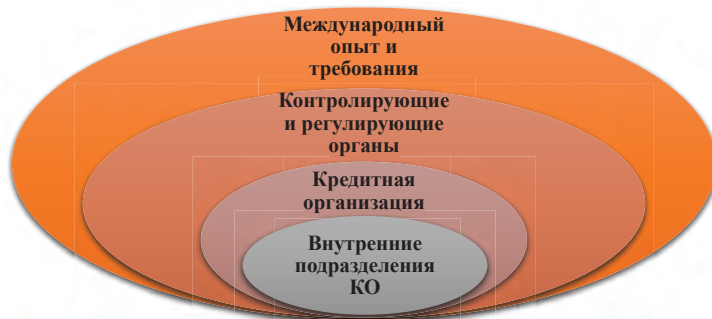 Международный
опыт и
требования
Контролирующие
и регулирующие
органы
Кредитная
организация
Внутренние
подразделения
КО